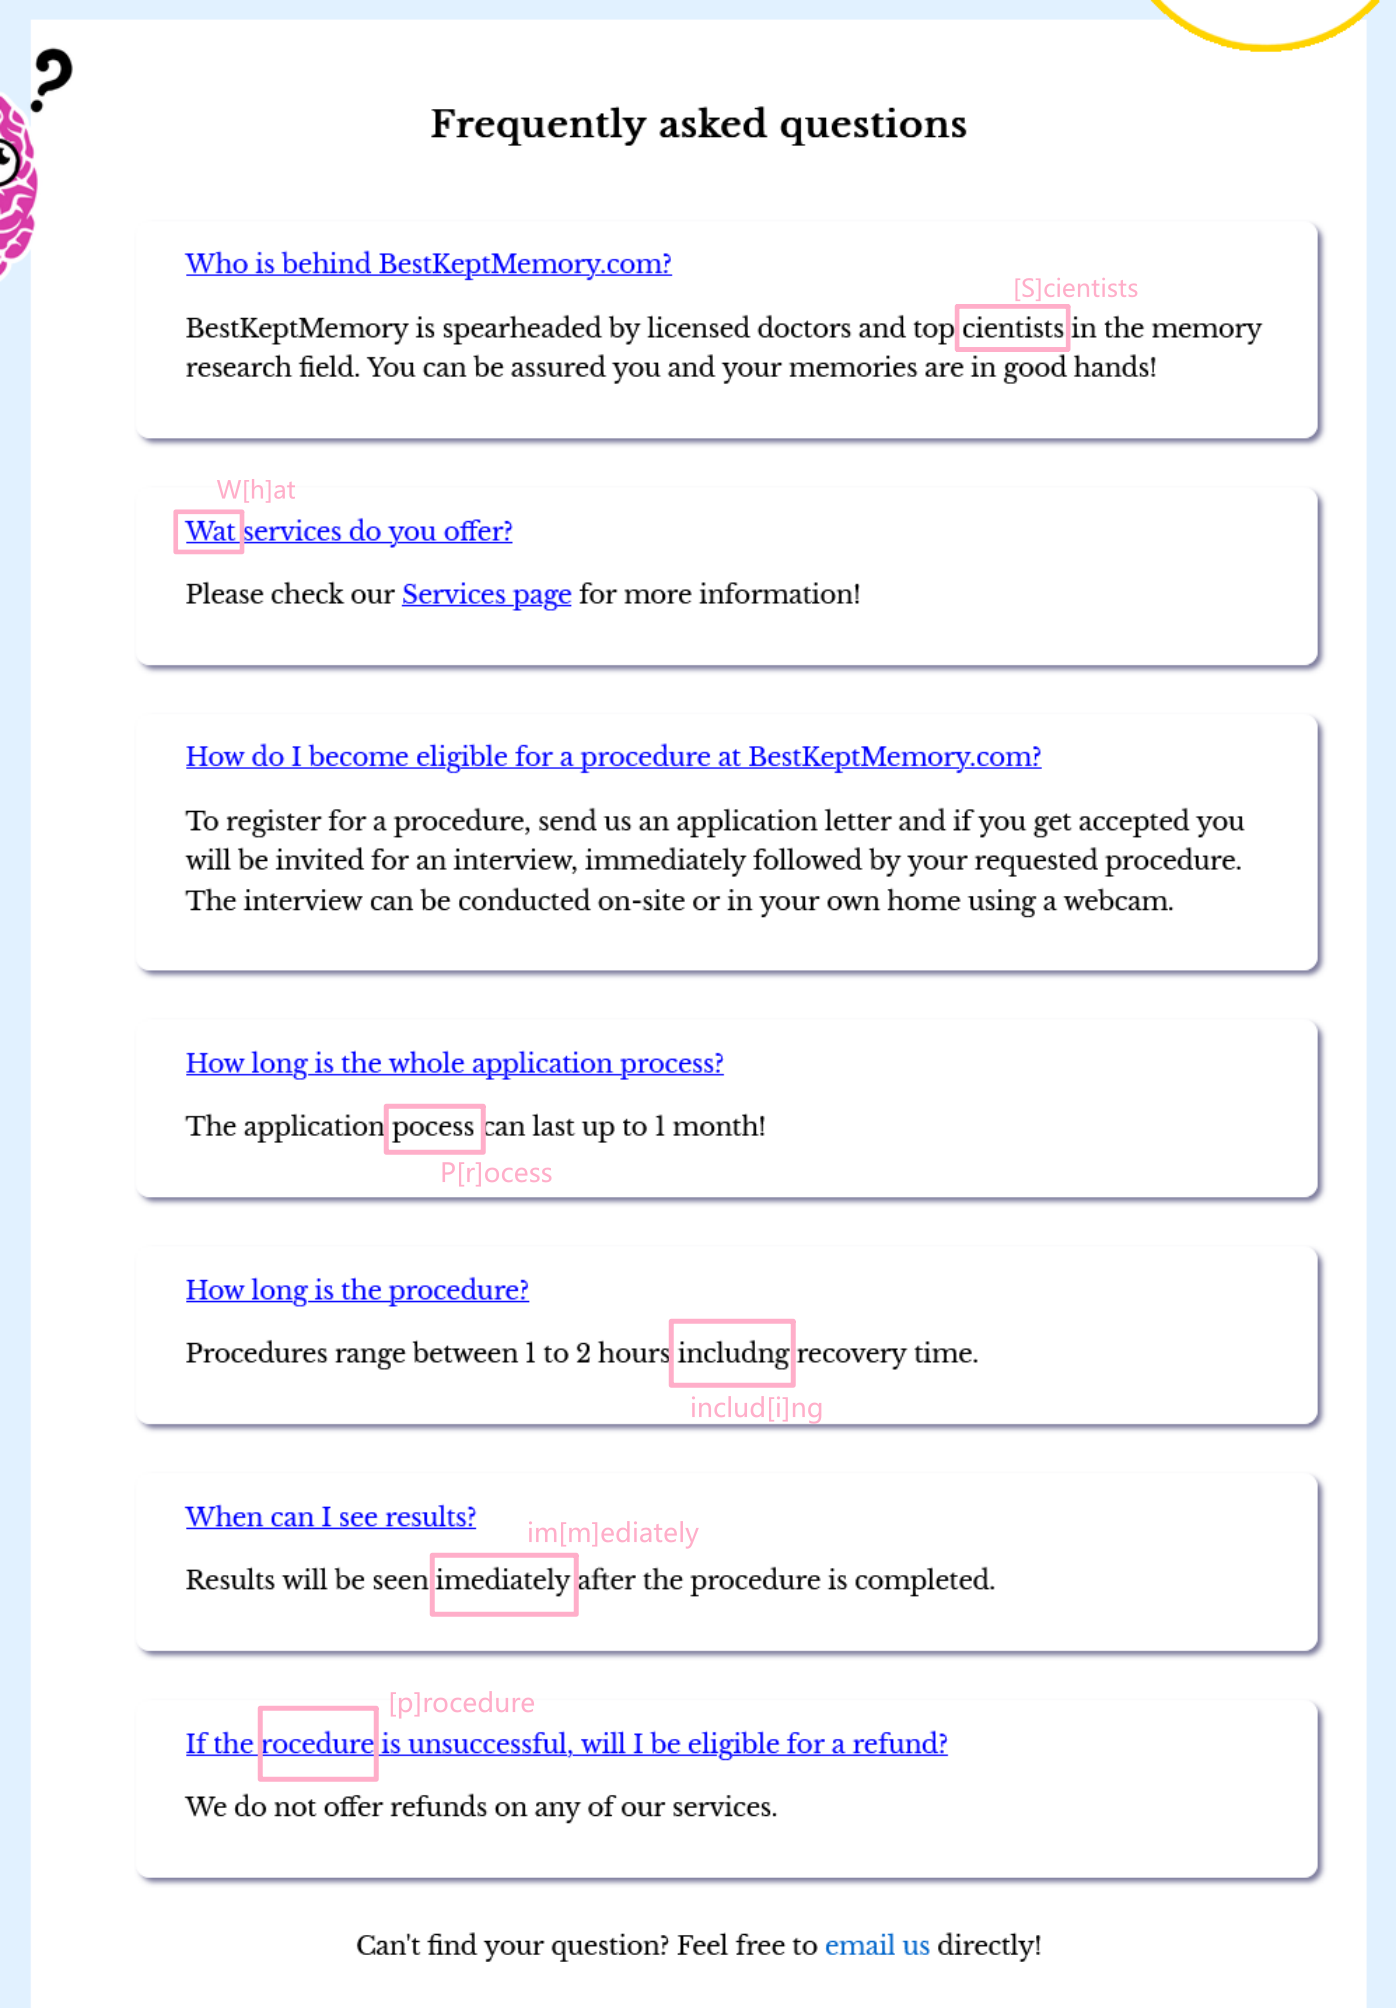 ?
Frequently asked questions
Who is behind BestKeptMemory.com?
[S]cientists
BestKeptMemory is spearheaded by licensed doctors and top cientists in the memory
research field. You can be assured you and your memories are in good hands!
W[h]at
Wat services do you offer?
Please check our Services page for more information!
How do I become eligible for a procedure at BestKeptMemory.com?
To register for a procedure, send us an application letter and if you get accepted you
will be invited for an interview, immediately followed by your requested procedure.
The interview can be conducted on-site or in your own home using a webcam.
How long is the whole application process?
The application pocess can last up to 1 month!
P[r]ocess
How long is the procedure?
Procedures range between 1 to 2 hours includng recovery time.
includ[i]ng
When can I see results?
im[m]ediately
Results will be seen imediately after the procedure is completed.
[p]rocedure
If the rocedure is unsuccessful, will I be eligible for a refund?
We do not offer refunds on any of our services.
Can't find your question? Feel free to email us directly!